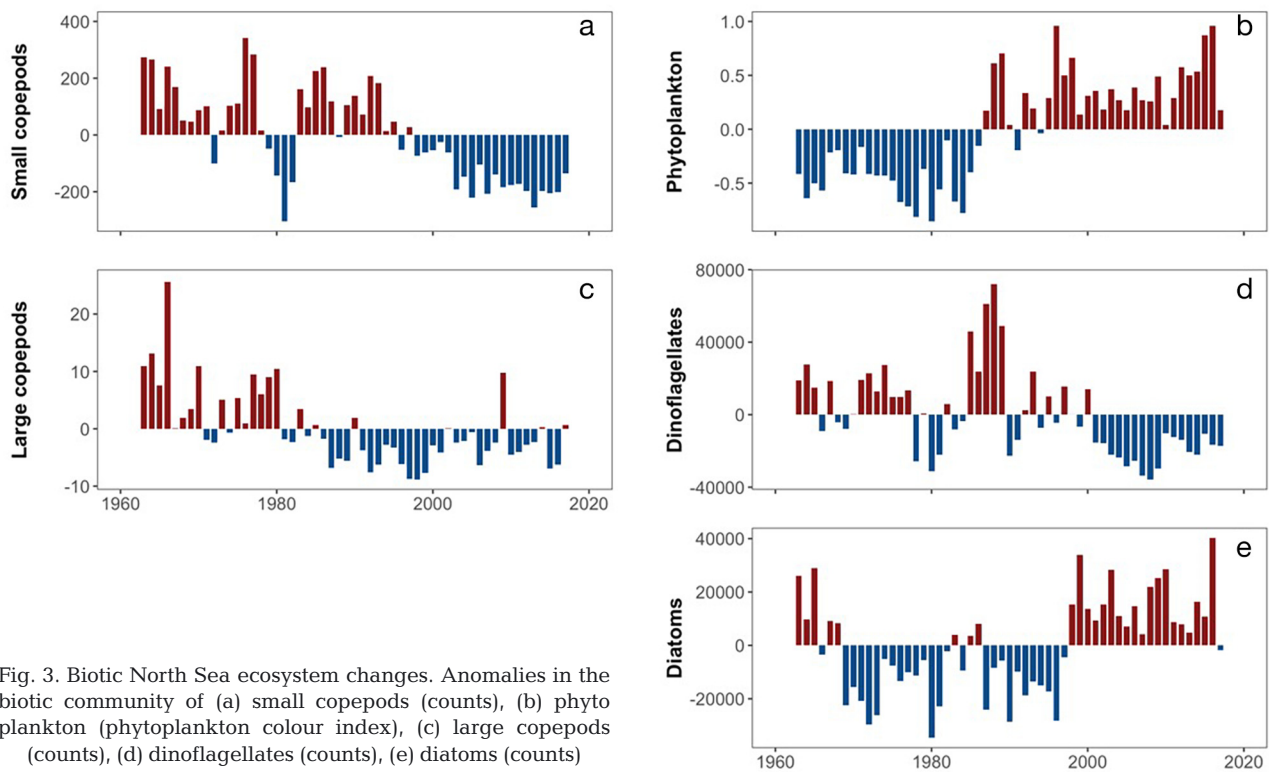 a
Small copepods
400
200
0
-200
b
Phytoplankton
1.0
0.5
0.0
-0.5
c
Large copepods
20
10
0
-10
1960
1980
2000
2020
d
Dinoflagellates
80000
40000
0
-40000
e
Diatoms
40000
20000
0
-20000
1960
1980
2000
2020
Fig. 3. Biotic North Sea ecosystem changes. Anomalies in the
biotic community of (a) small copepods (counts), (b) phyto
plankton (phytoplankton colour index), (c) large copepods
(counts), (d) dinoflagellates (counts), (e) diatoms (counts)